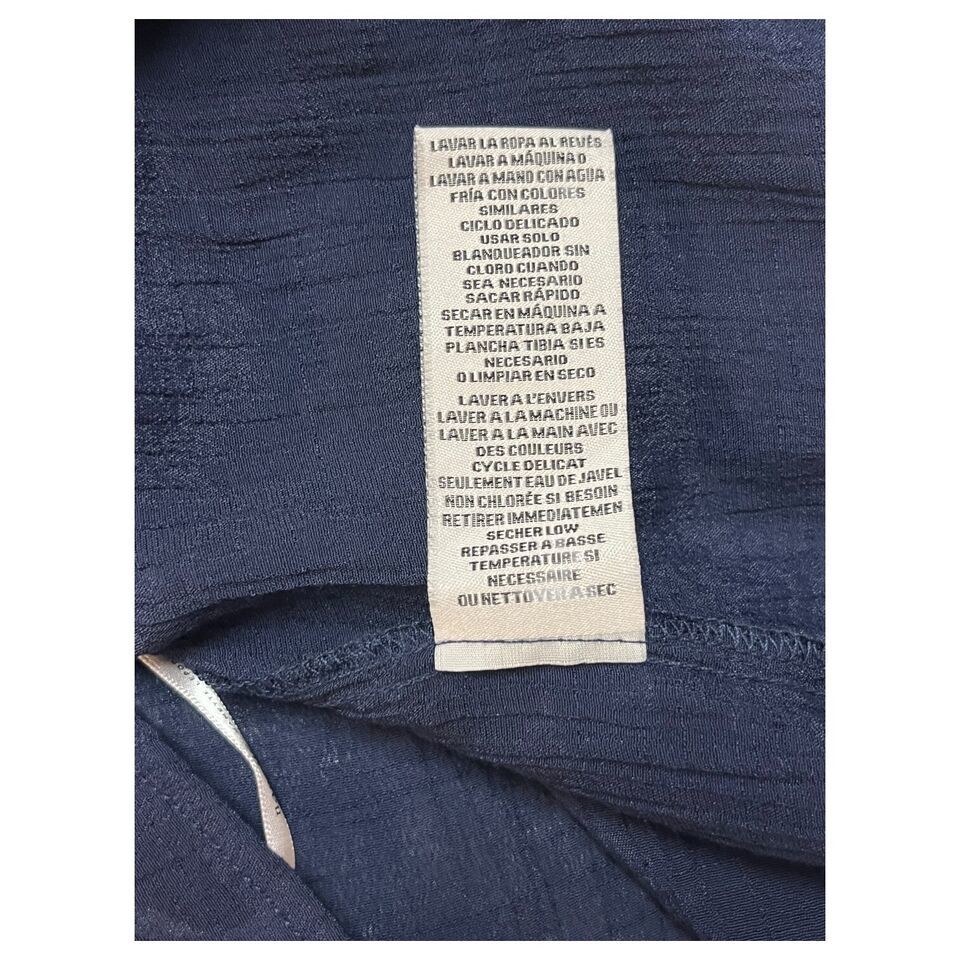 LAVAR LA ROPA AL REVÉS
LAVAR A MÁQUINA O
LAVAR A MANO CON AGUA
FRÍA CON COLORES
SIMILARES
CICLO DELICADO
USAR SOLO
BLANQUEADOR SIN
CLORO CUANDO
SEA NECESARIO
SACAR RÁPIDO
SECAR EN MÁQUINA A
TEMPERATURA BAJA
PLANCHA TIBIA SI ES
NECESARIO
O LIMPIAR EN SECO
LAVER A L'ENVERS
LAVER A LA MACHINE OU
LAVER A LA MAIN AVEC
DES COULEURS
CYCLE DELICAT
SEULEMENT EAU DE JAVEL
NON CHLORÉE SI BESOIN
RETIRER IMMEDIATEMEN
SECHER LOW
REPASSER A BASSE
TEMPERATURE SI
NECESSAIRE
OU NETTOYER A SEC